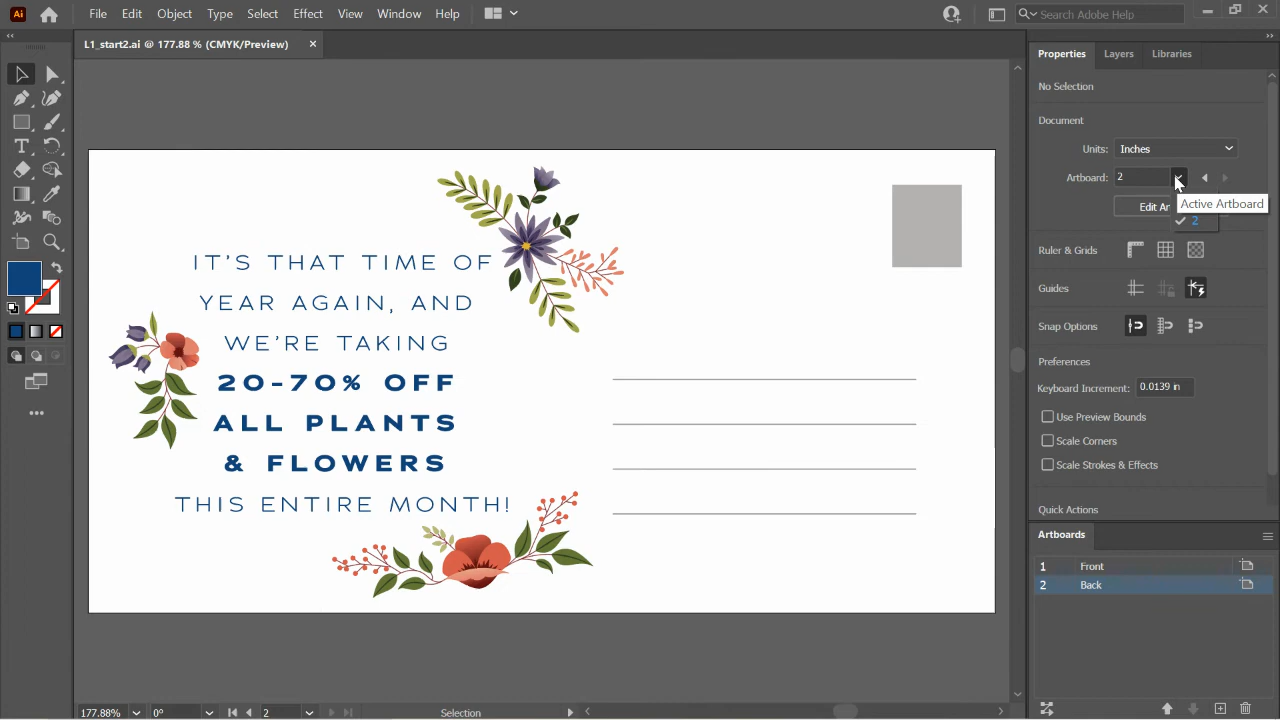 Ai File Edit Object Type Select Effect View Window Help Search Adobe Help
L1_start2.ai @ 177.88 % (CMYK/Preview)
Properties Layers Libraries
No Selection
Document
Units: Inches
Artboard: 2
Edit Ar
Active Artboard
2
Ruler & Grids
Guides
Snap Options
Preferences
Keyboard Increment: 0.0139 in
Use Preview Bounds
Scale Corners
Scale Strokes & Effects
Quick Actions
Artboards
1 Front
2 Back
IT'S THAT TIME OF
YEAR AGAIN, AND
WE'RE TAKING
20-70% OFF
ALL PLANTS
& FLOWERS
THIS ENTIRE MONTH!
177.88% 0° 2 Selection